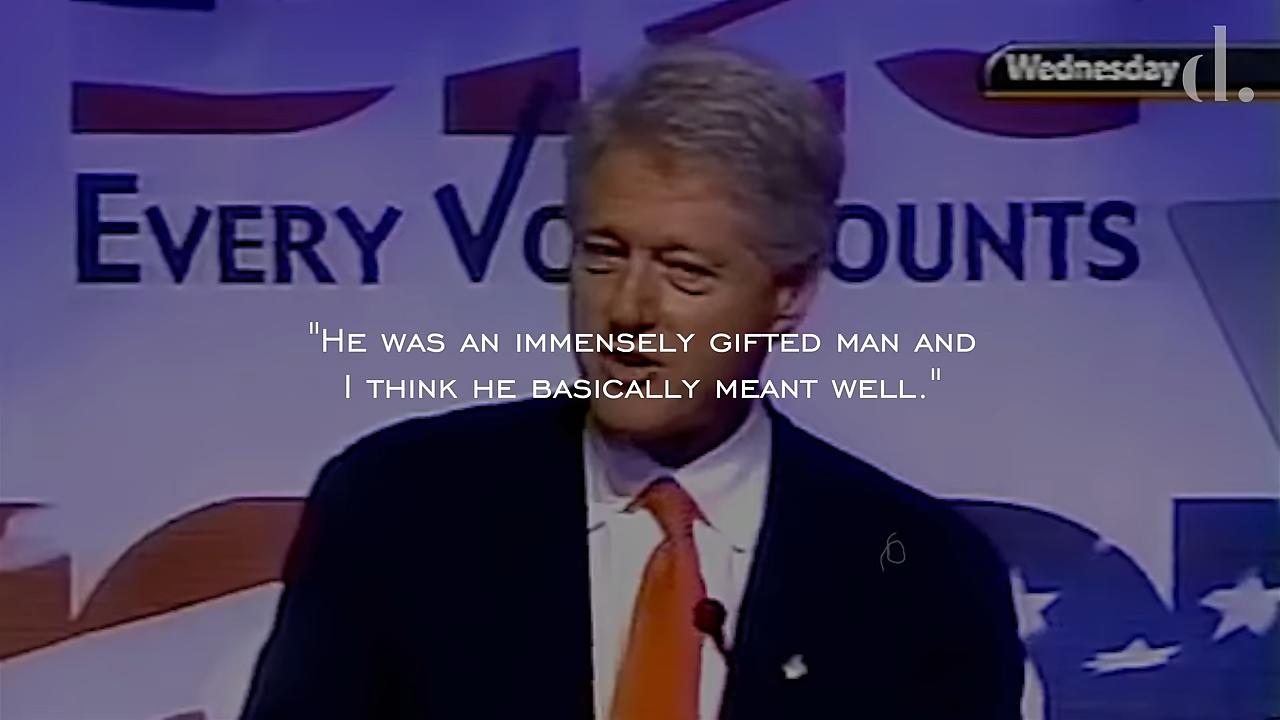 Wednesday
d.
EVERY VO OUNTS
"HE WAS AN IMMENSELY GIFTED MAN AND
I THINK HE BASICALLY MEANT WELL."